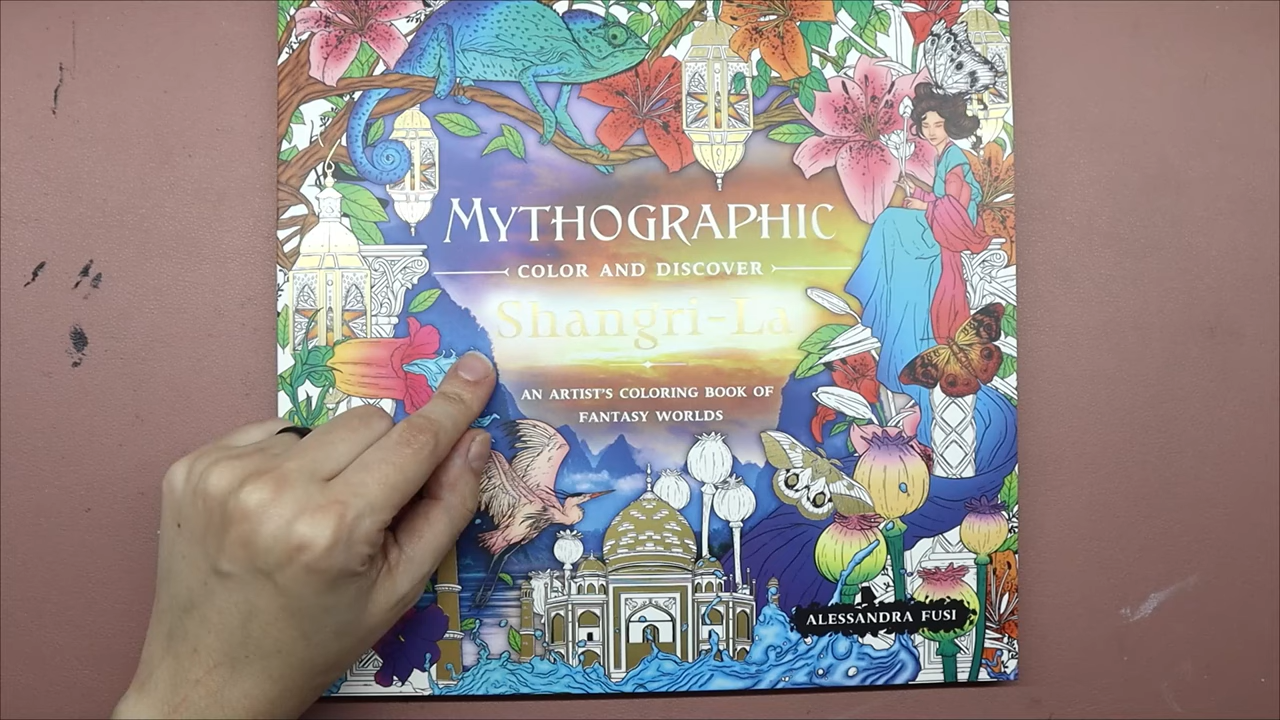 MYTHOGRAPHIC
COLOR AND DISCOVER
Shangri-La
AN ARTIST'S COLORING BOOK OF
FANTASY WORLDS
ALESSANDRA FUSI